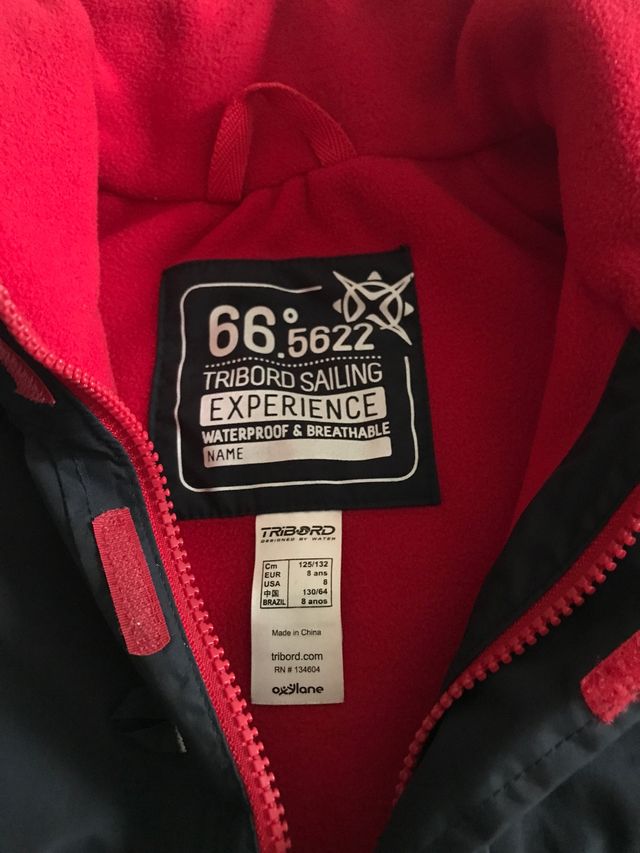 66°.5622
TRIBORD SAILING
EXPERIENCE
WATERPROOF & BREATHABLE
NAME
TRIBORD
DESIGNED BY WATER
Cm 125/132
EUR 8 ans
USA 8
中国 130/64
BRAZIL 8 anos
Made in China
tribord.com
RN # 134604
oxylane